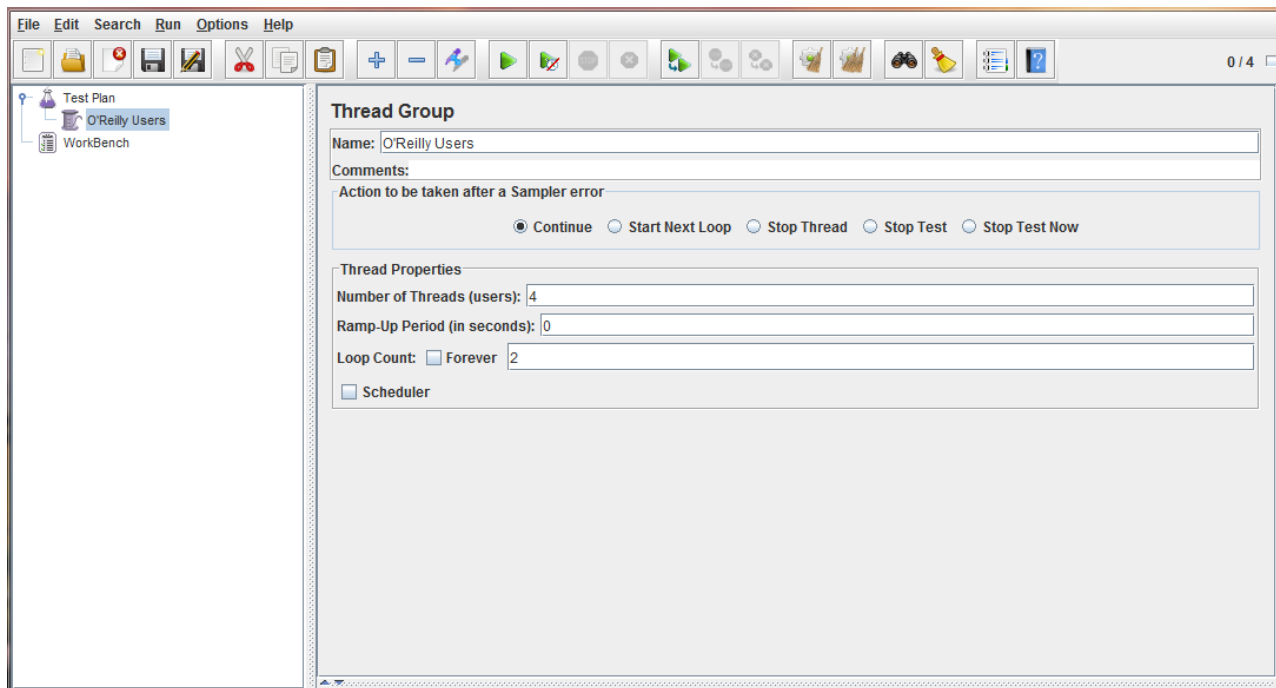 File Edit Search Run Options Help
0 / 4
Test Plan
O'Reilly Users
WorkBench
Thread Group
Name: O'Reilly Users
Comments:
Action to be taken after a Sampler error
Continue Start Next Loop Stop Thread Stop Test Stop Test Now
Thread Properties
Number of Threads (users): 4
Ramp-Up Period (in seconds): 0
Loop Count: Forever 2
Scheduler